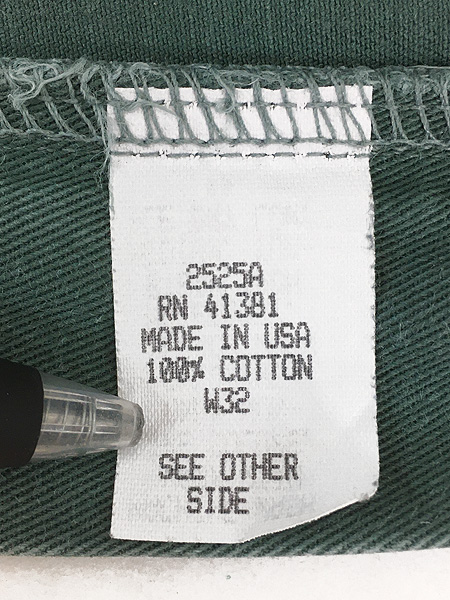 2525A
RN 41381
MADE IN USA
100% COTTON
W32
SEE OTHER
SIDE